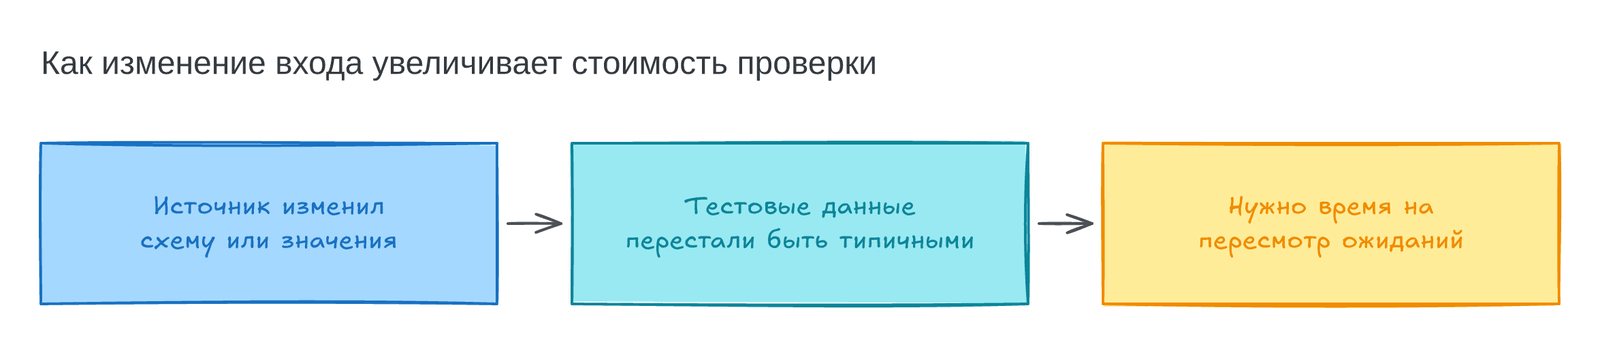 Как изменение входа увеличивает стоимость проверки
Источник изменил
схему или значения
Тестовые данные
перестали быть типичными
Нужно время на
пересмотр ожиданий